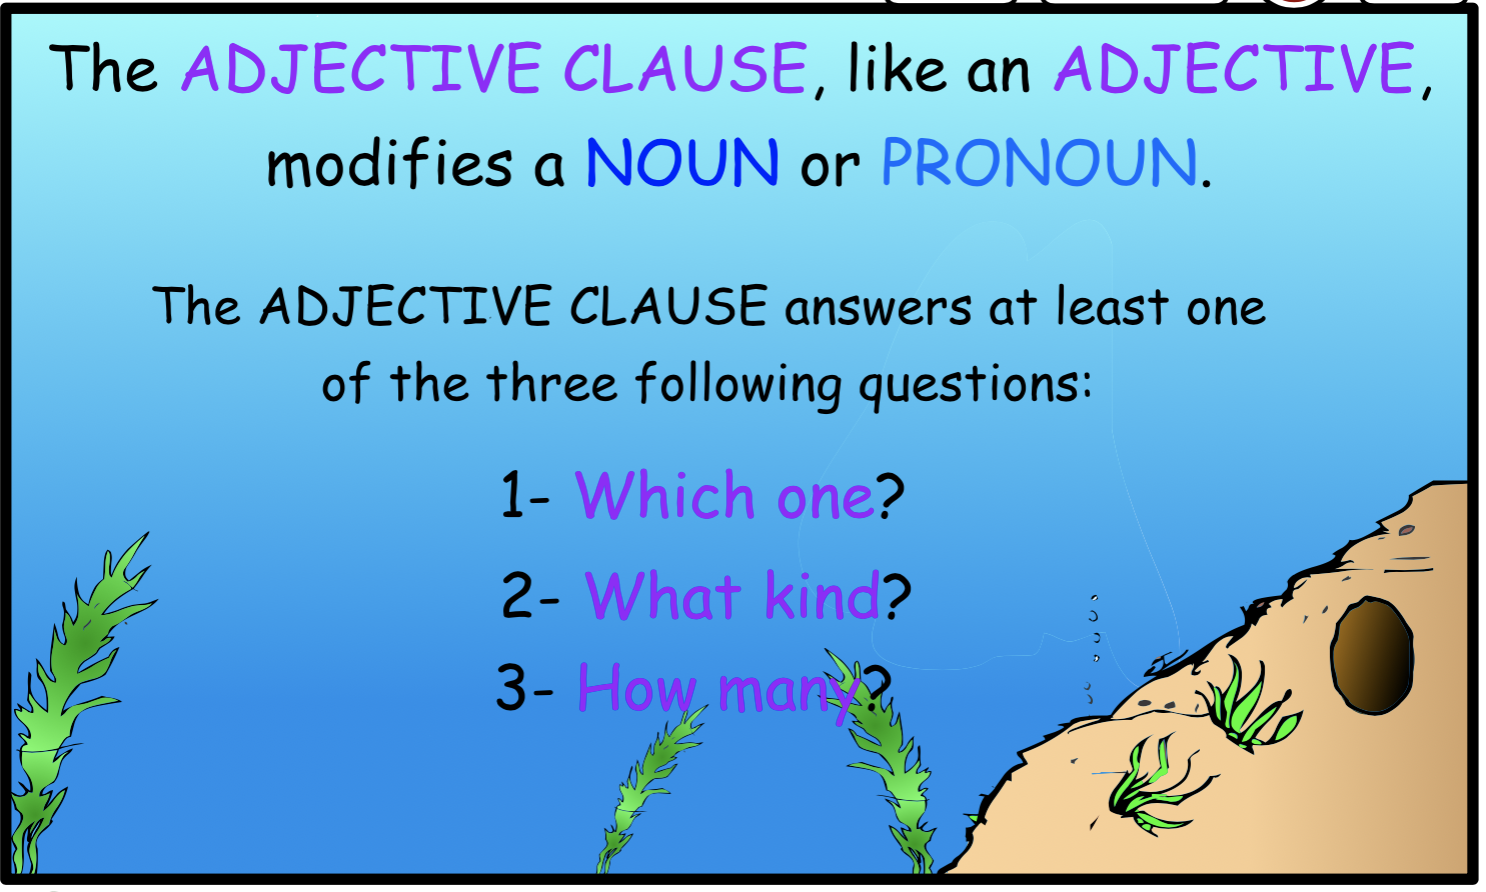 The ADJECTIVE CLAUSE, like an ADJECTIVE,
modifies a NOUN or PRONOUN.
The ADJECTIVE CLAUSE answers at least one
of the three following questions:
1- Which one?
2- What kind?
3- How many?